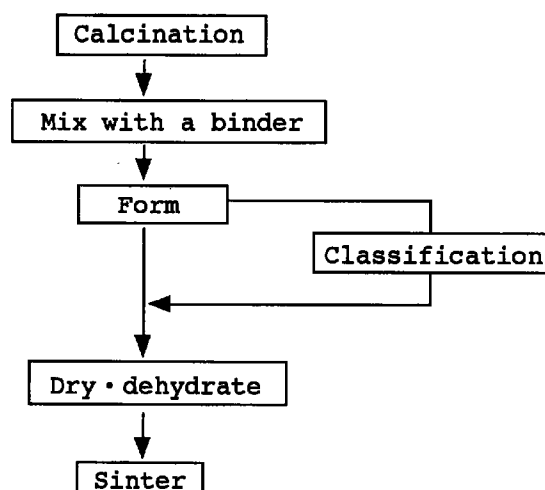 Calcination
Mix with a binder
Form
Classification
Dry・dehydrate
Sinter